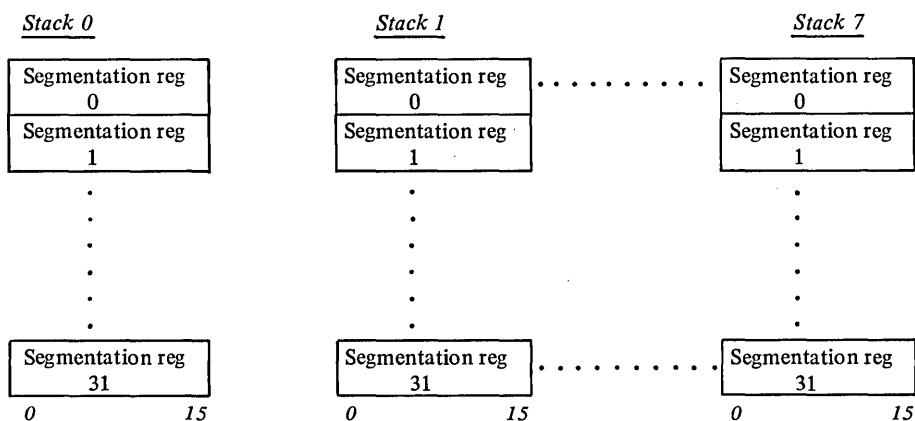 Stack 0 Stack 1 Stack 7
Segmentation reg Segmentation reg Segmentation reg
0 0 0
Segmentation reg Segmentation reg Segmentation reg
1 1 1
Segmentation reg Segmentation reg Segmentation reg
31 31 31
0 15 0 15 0 15